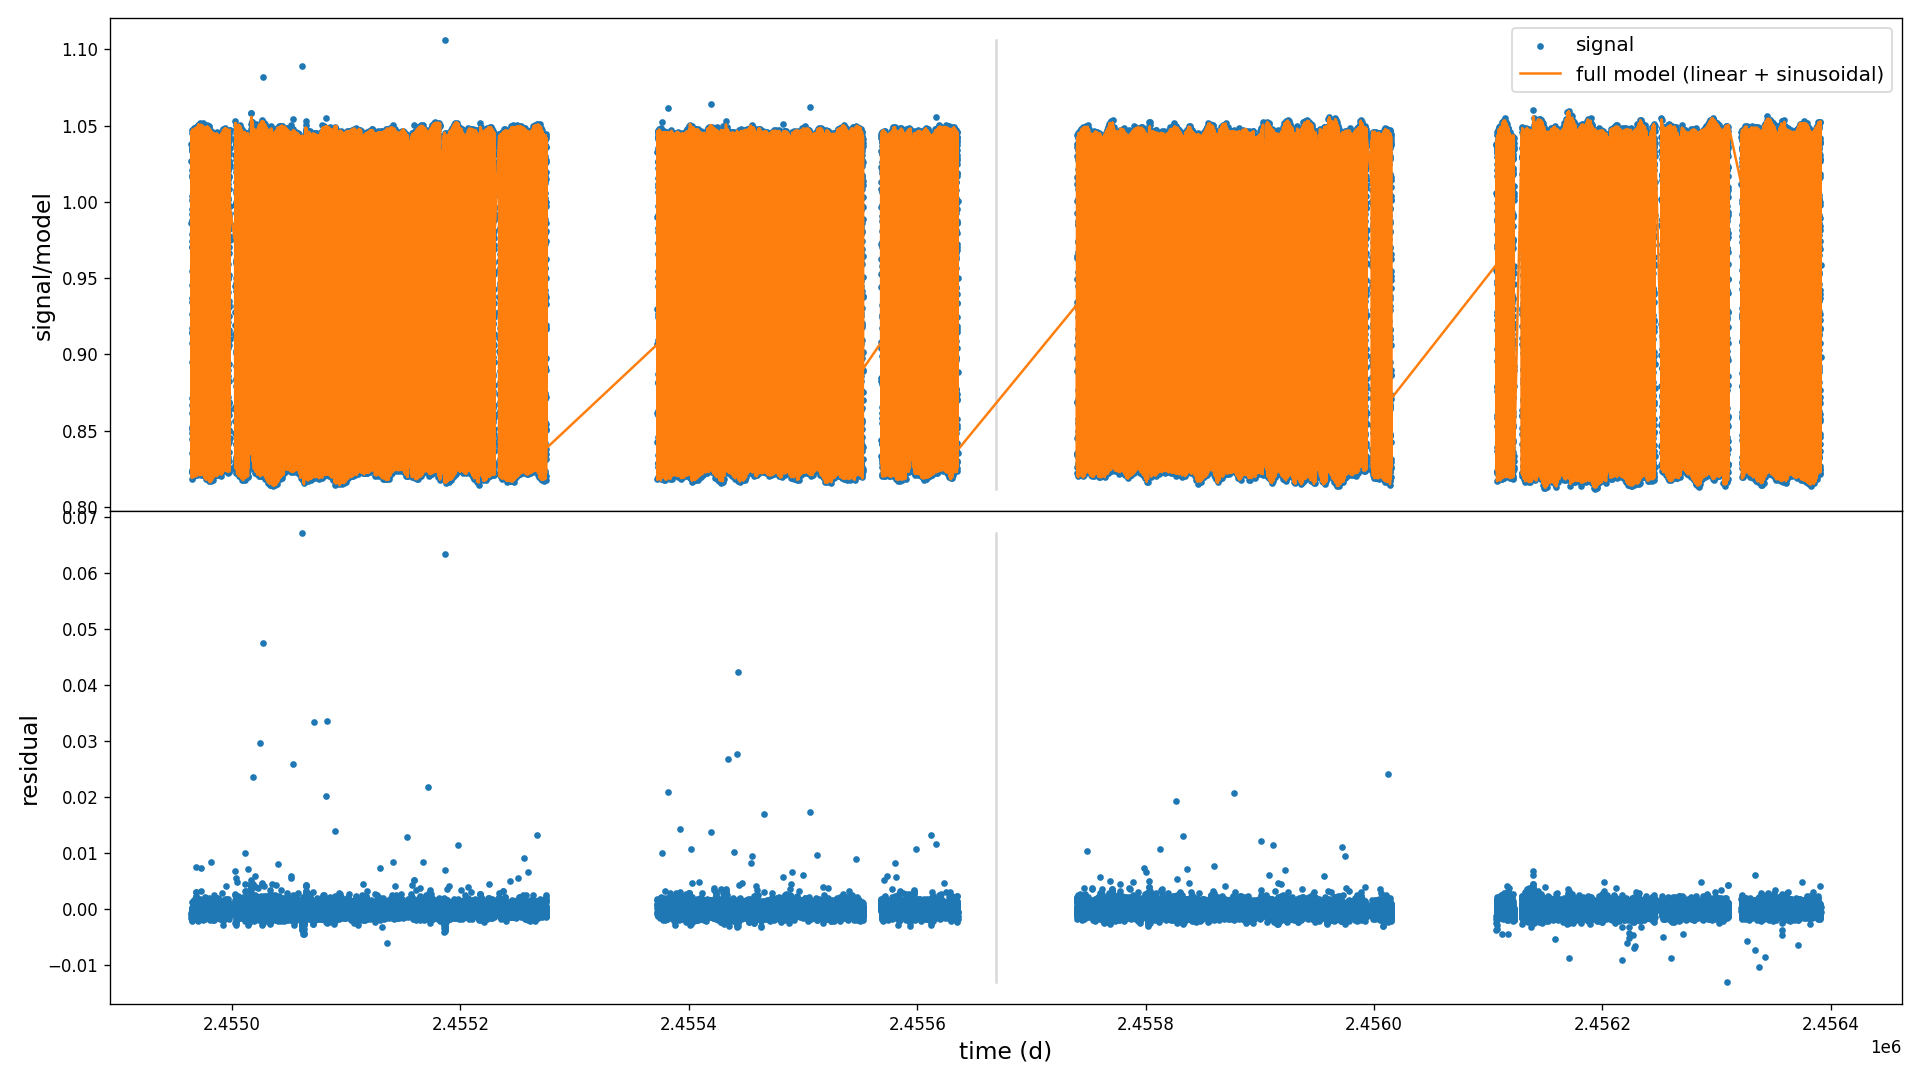 signal
full model (linear + sinusoidal)
signal/model
1.10
1.05
1.00
0.95
0.90
0.85
0.80
residual
0.07
0.06
0.05
0.04
0.03
0.02
0.01
0.00
−0.01
2.4550 2.4552 2.4554 2.4556 2.4558 2.4560 2.4562 2.4564
1e6
time (d)